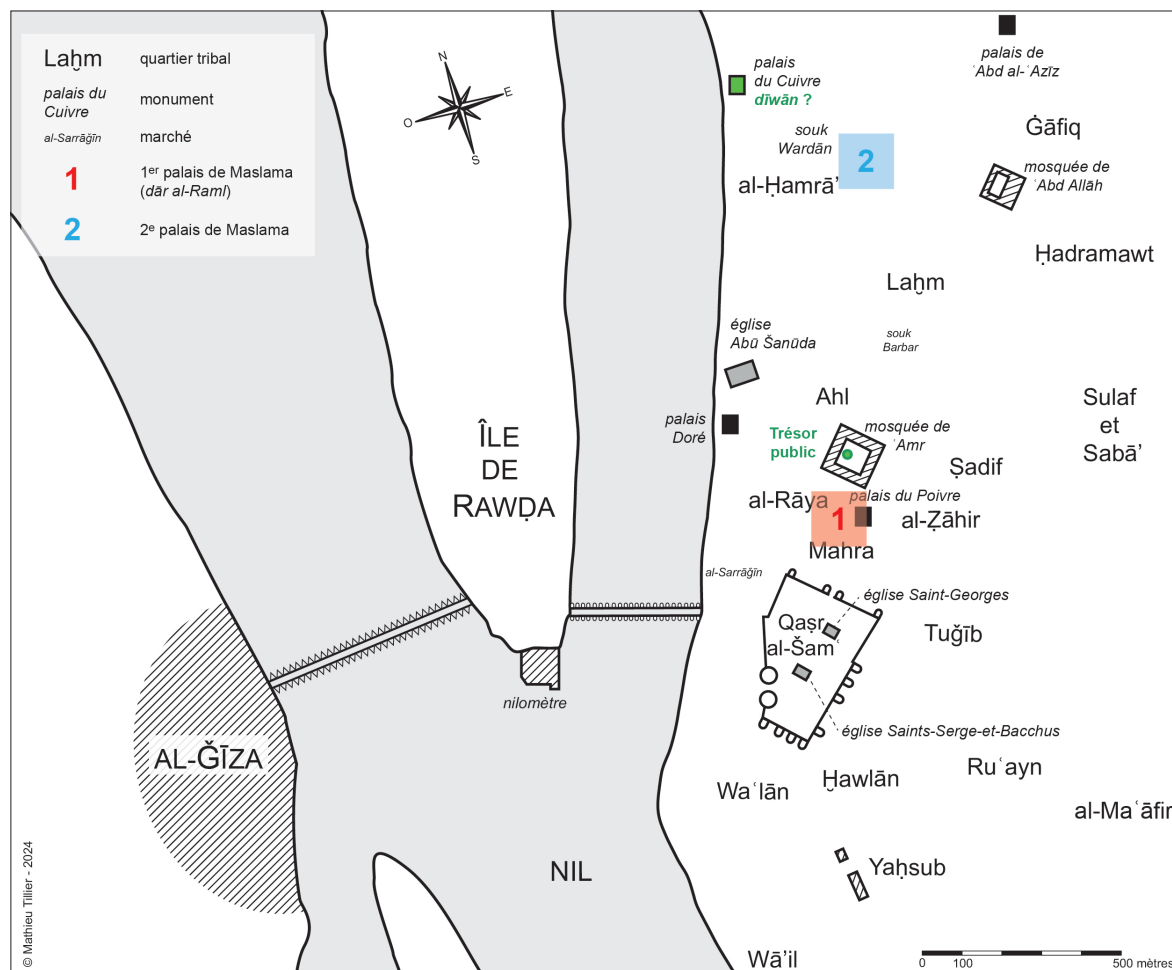 Laḫm
quartier tribal
palais du
Cuivre
monument
al-Sarrāǧīn
marché
1
1er palais de Maslama
(dār al-Raml)
2
2e palais de Maslama
N
E
O
S
palais de
ʿAbd al-ʿAzīz
palais
du Cuivre
dīwān ?
souk
Wardān
2
Ġāfiq
al-Ḥamrā’
mosquée de
ʿAbd Allāh
Ḥadramawt
Laḫm
église
Abū Šanūda
souk
Barbar
Ahl
Sulaf
et
Sabā’
palais
Doré
Trésor
public
mosquée de
ʿAmr
Ṣadif
ÎLE
DE
RAWḌA
al-Rāya
palais du Poivre
1
al-Ẓāhir
Mahra
al-Sarrāǧīn
église Saint-Georges
Qaṣr
al-Šamʿ
Tuǧīb
nilomètre
église Saints-Serge-et-Bacchus
AL-ǦĪZA
Waʿlān
Ḫawlān
Ruʿayn
al-Maʿāfir
NIL
Yaḥsub
Wā’il
0 100 500 mètres
© Mathieu Tillier - 2024